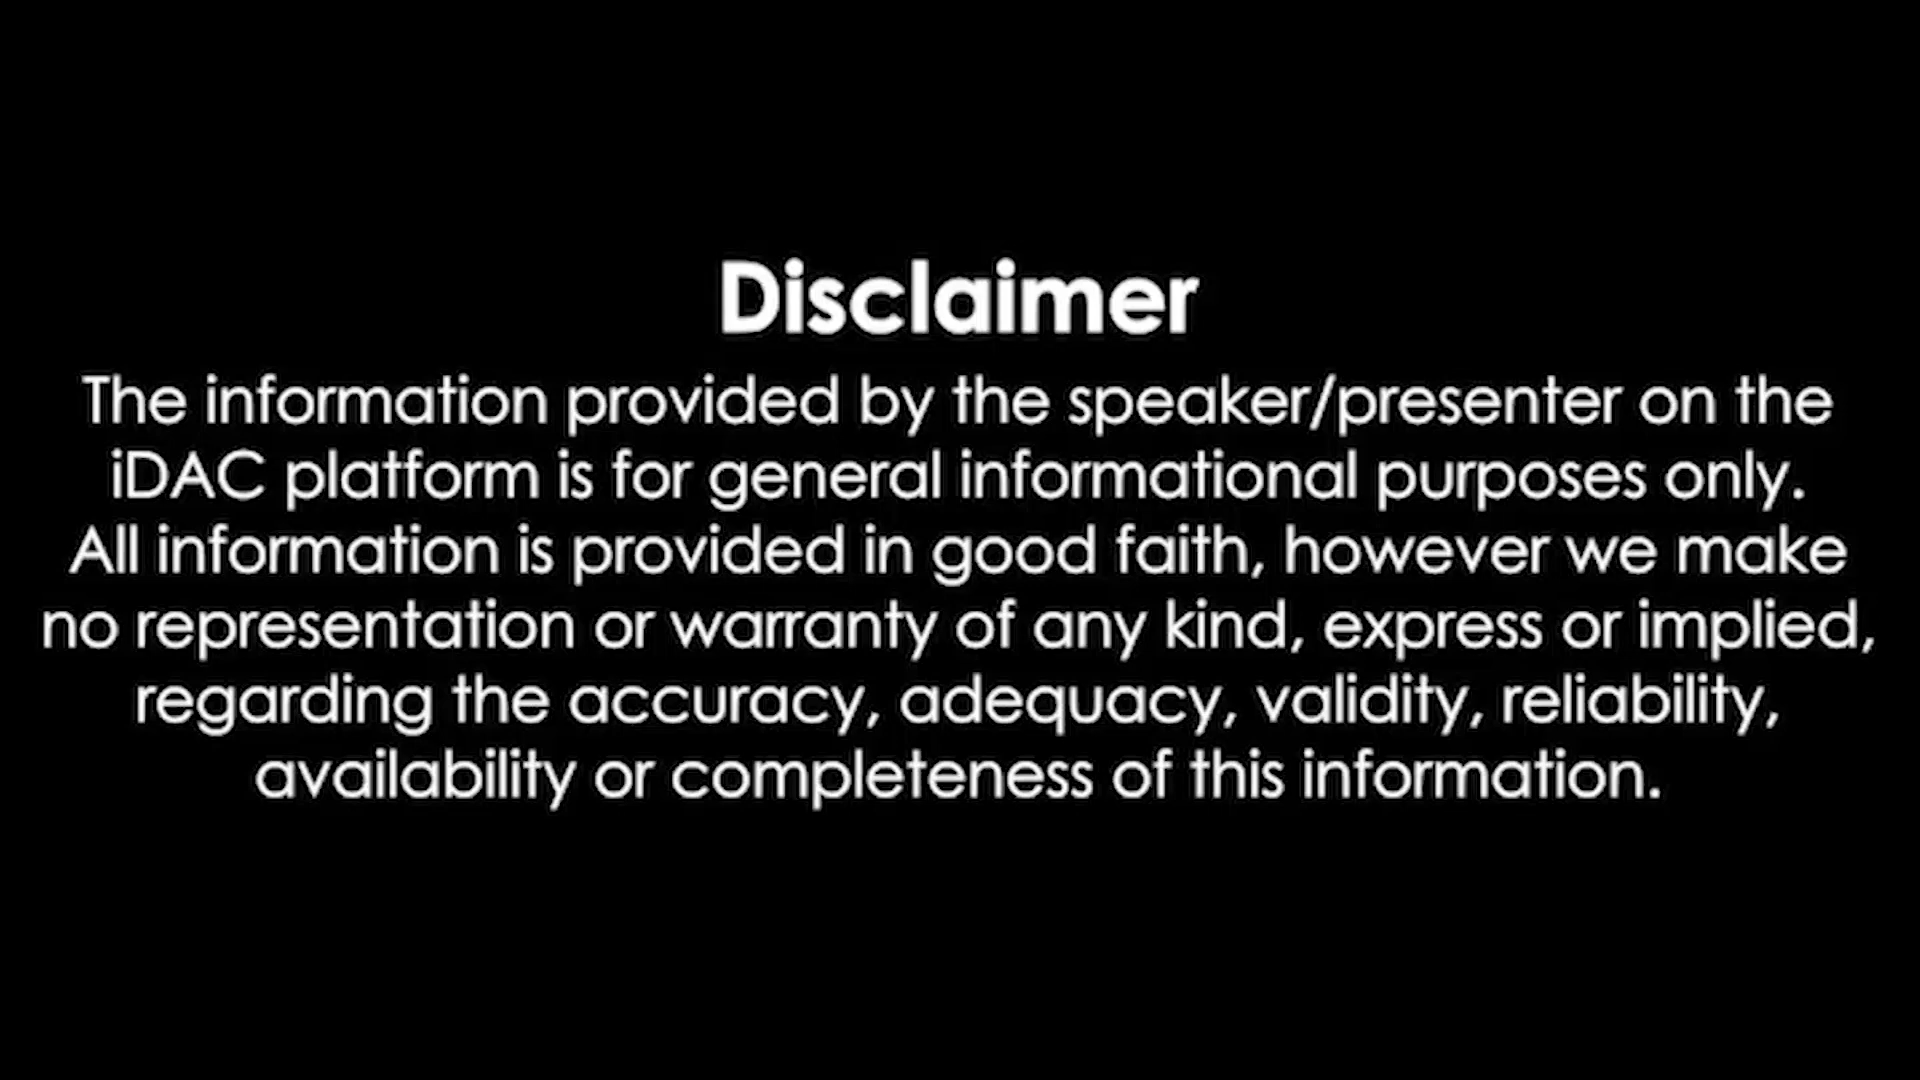 Disclaimer
The information provided by the speaker/presenter on the
iDAC platform is for general informational purposes only.
All information is provided in good faith, however we make
no representation or warranty of any kind, express or implied,
regarding the accuracy, adequacy, validity, reliability,
availability or completeness of this information.